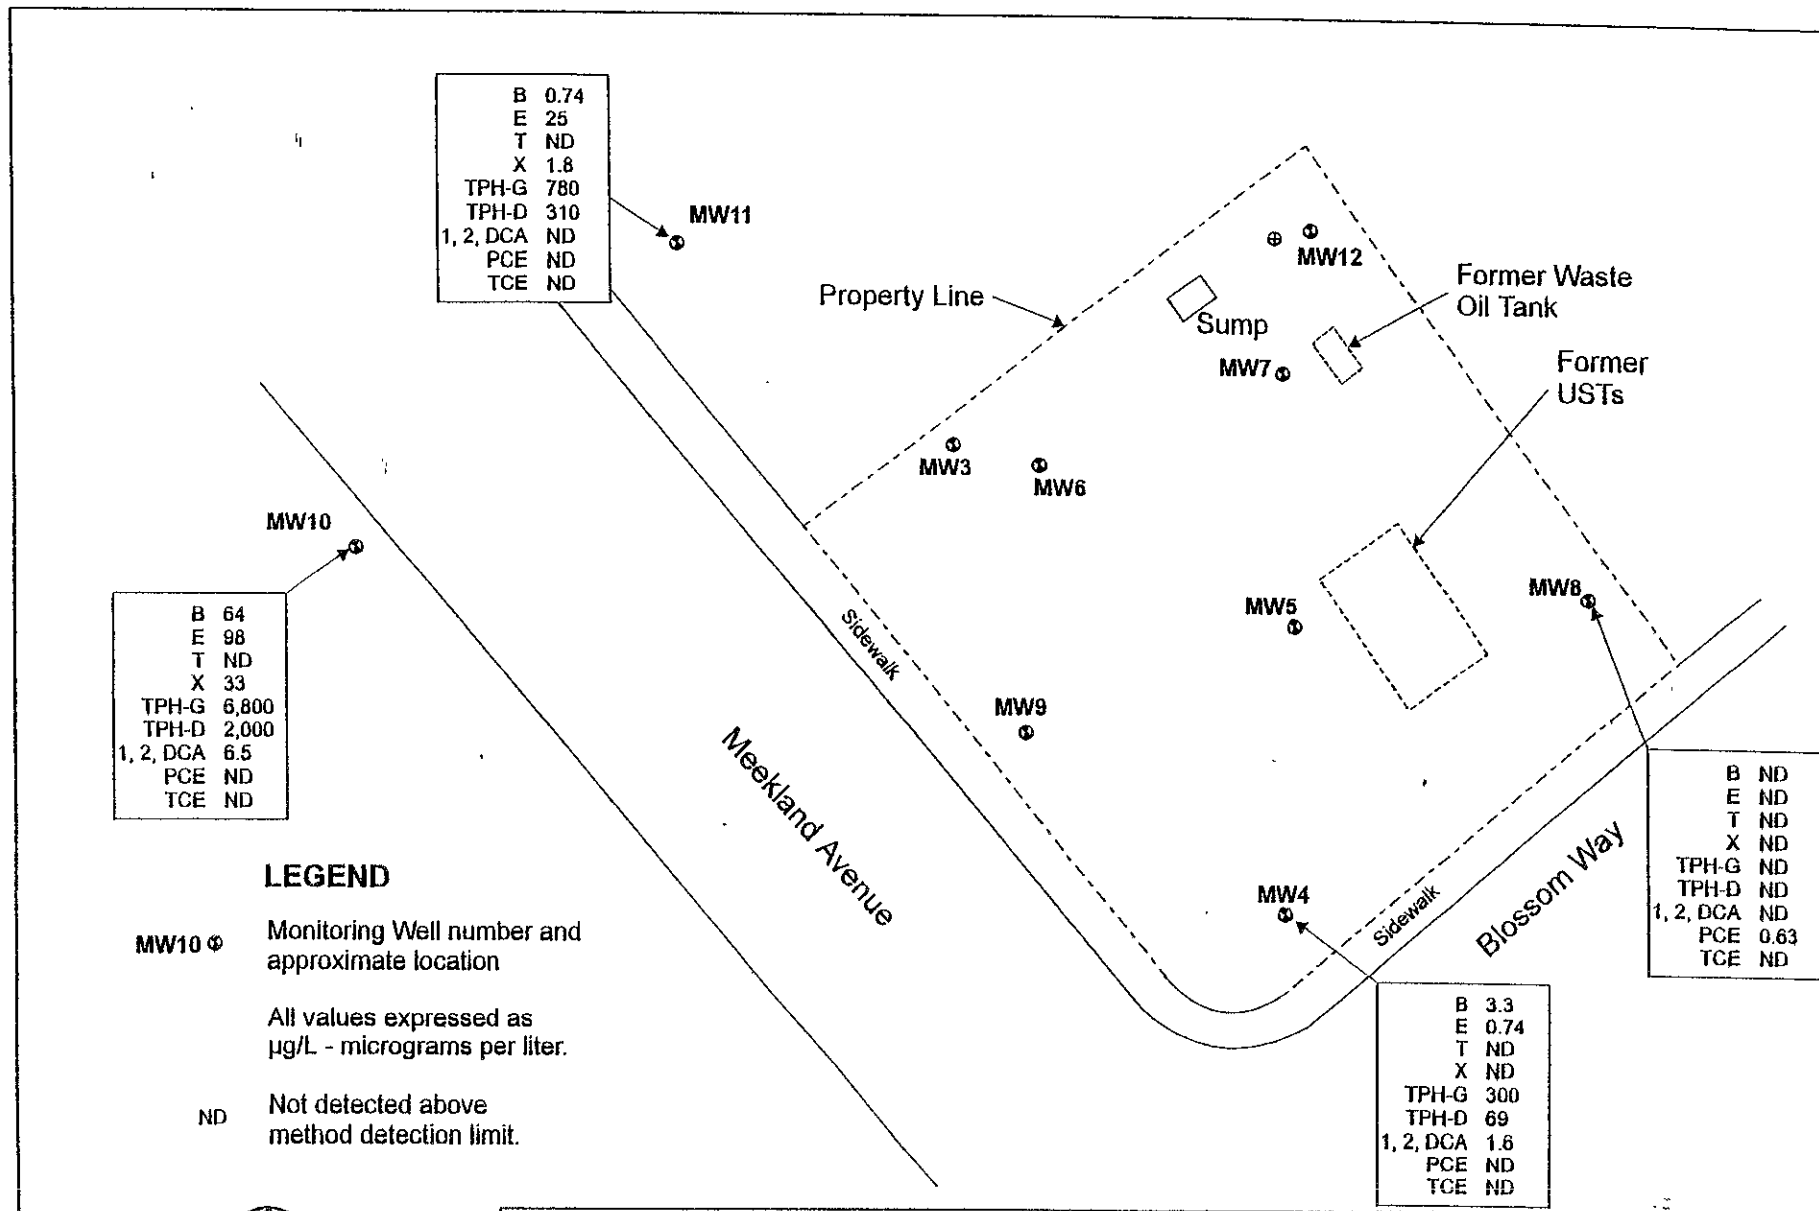 B 0.74
E 25
T ND
X 1.8
TPH-G 780
TPH-D 310
1, 2, DCA ND
PCE ND
TCE ND
MW11
MW12
Property Line
Sump
Former Waste
Oil Tank
MW7
Former
USTs
MW3
MW6
MW10
B 64
E 98
T ND
X 33
TPH-G 6,800
TPH-D 2,000
1, 2, DCA 6.5
PCE ND
TCE ND
MW8
MW5
Sidewalk
MW9
Meekland Avenue
B ND
E ND
T ND
X ND
TPH-G ND
TPH-D ND
1, 2, DCA ND
PCE 0.63
TCE ND
MW4
Sidewalk
Blossom Way
B 3.3
E 0.74
T ND
X ND
TPH-G 300
TPH-D 69
1, 2, DCA 1.6
PCE ND
TCE ND
LEGEND
MW10 Monitoring Well number and
approximate location
All values expressed as
µg/L - micrograms per liter.
ND Not detected above
method detection limit.